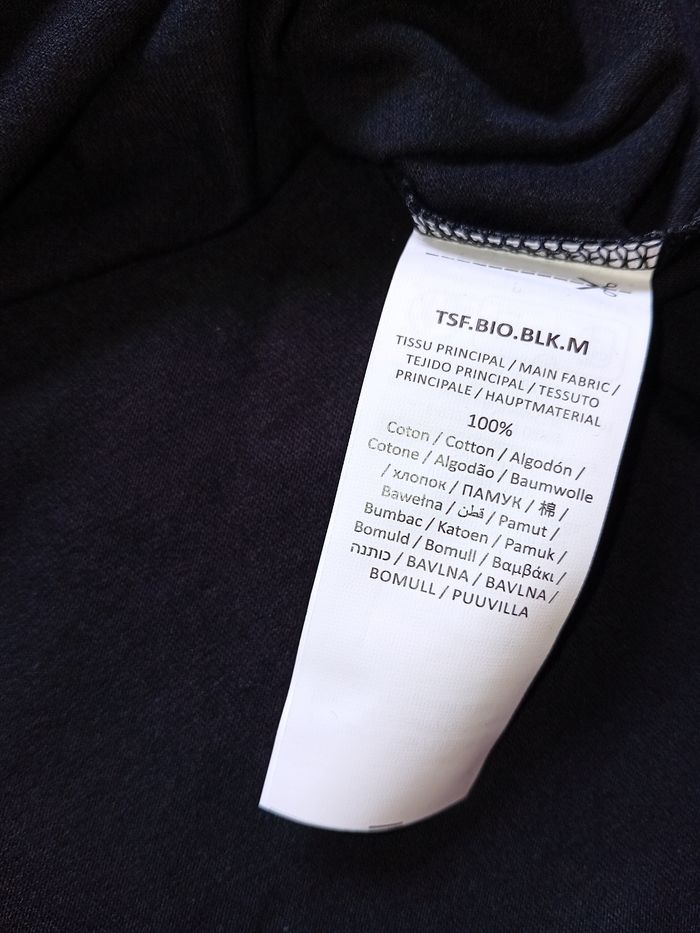 TSF.BIO.BLK.M
TISSU PRINCIPAL / MAIN FABRIC /
TEJIDO PRINCIPAL / TESSUTO
PRINCIPALE / HAUPTMATERIAL
100%
Coton / Cotton / Algodón /
Cotone / Algodão / Baumwolle
/ хлопок / ПАМУК / 棉 /
Bawełna / قطن / Pamut /
Bumbac / Katoen / Pamuk /
Bomuld / Bomull / Βαμβάκι /
כותנה / BAVLNA / BAVLNA /
BOMULL / PUUVILLA